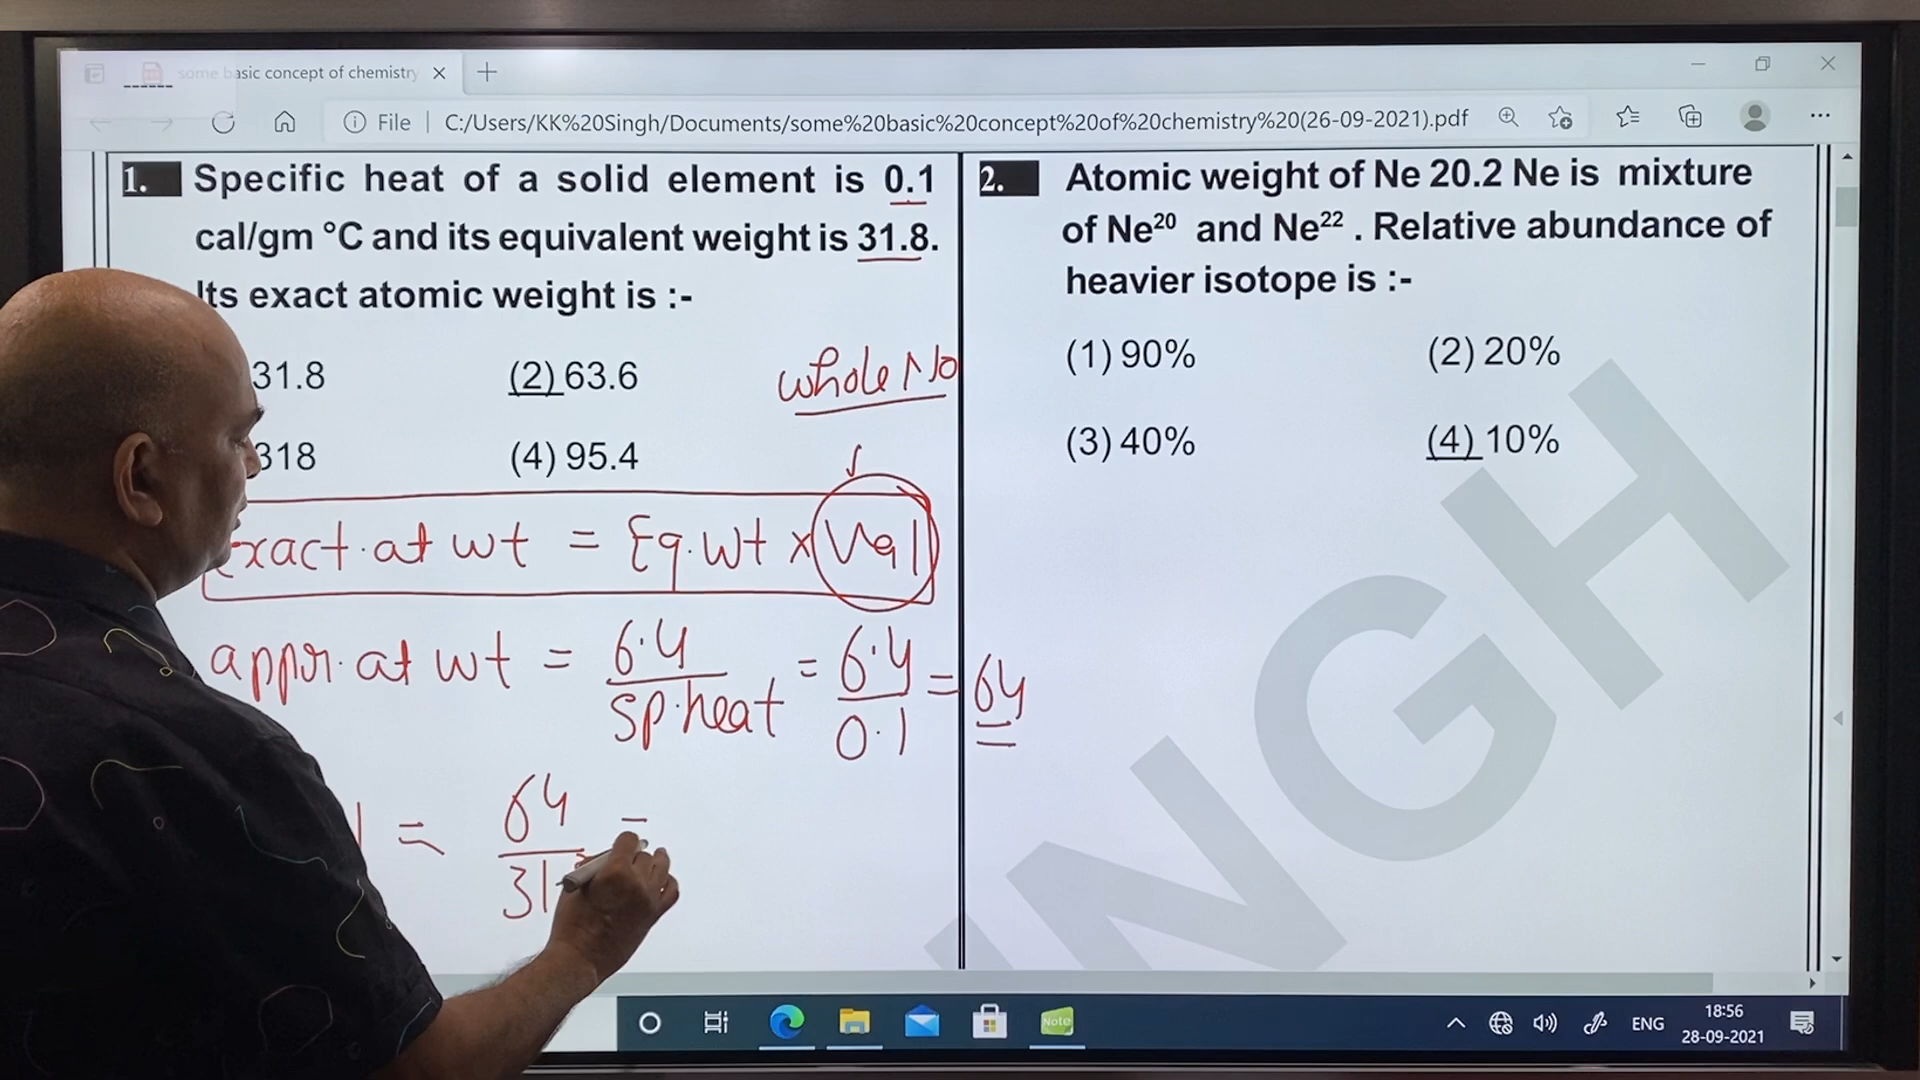 some basic concept of chemistry
File
C:/Users/KK%20Singh/Documents/some%20basic%20concept%20of%20chemistry%20(26-09-2021).pdf
1. Specific heat of a solid element is 0.1
cal/gm °C and its equivalent weight is 31.8.
Its exact atomic weight is :-
31.8 (2) 63.6
318 (4) 95.4
whole No
Exact. at wt = Eq. wt × Val
appr. at wt = 6.4 / sp. heat = 6.4 / 0.1 = 64
= 64 / 31 =
2. Atomic weight of Ne 20.2 Ne is mixture
of Ne²⁰ and Ne²² . Relative abundance of
heavier isotope is :-
(1) 90% (2) 20%
(3) 40% (4) 10%
INGH
Note
ENG
18:56
28-09-2021